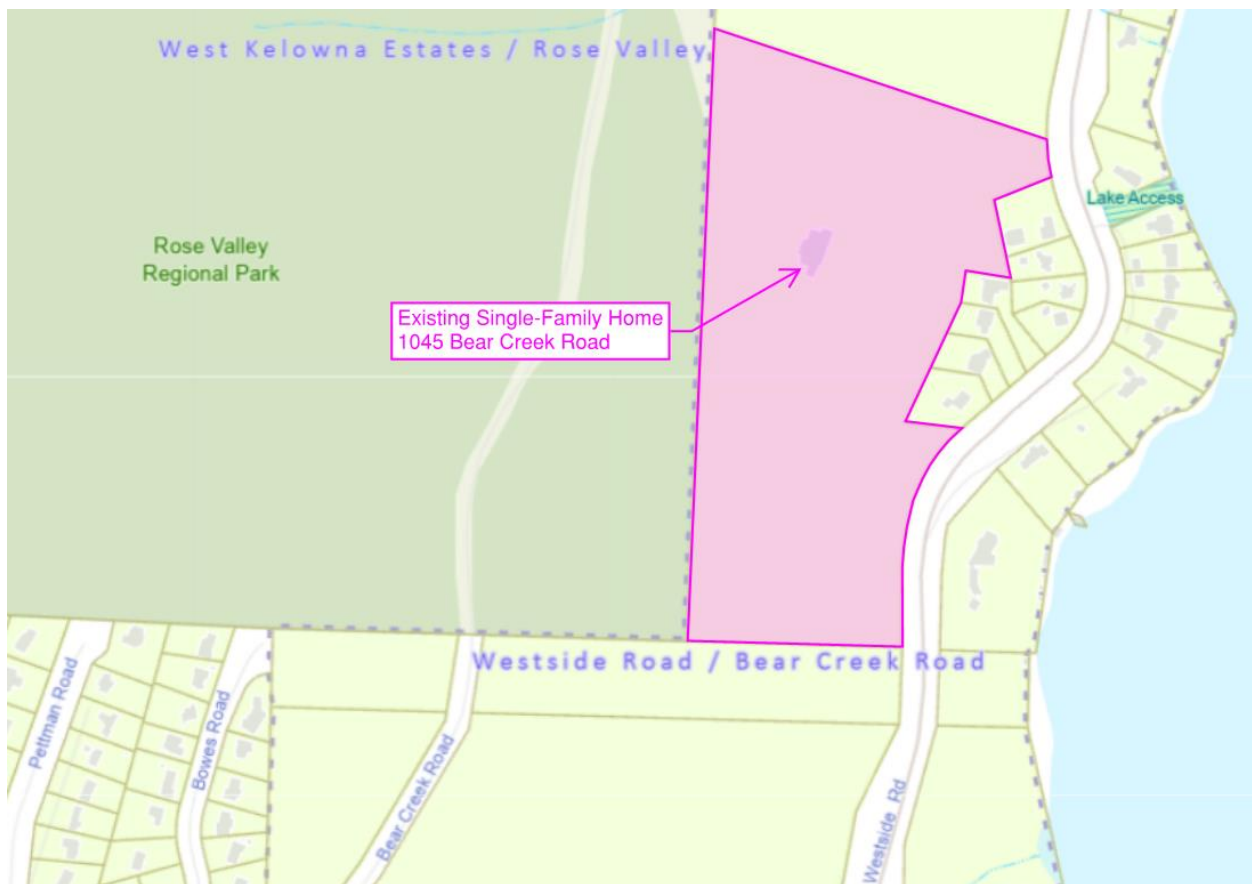 West Kelowna Estates / Rose Valley
Lake Access
Rose Valley
Regional Park
Existing Single-Family Home
1045 Bear Creek Road
Westside Road / Bear Creek Road
Pettman Road
Bowes Road
Bear Creek Road
Westside Rd